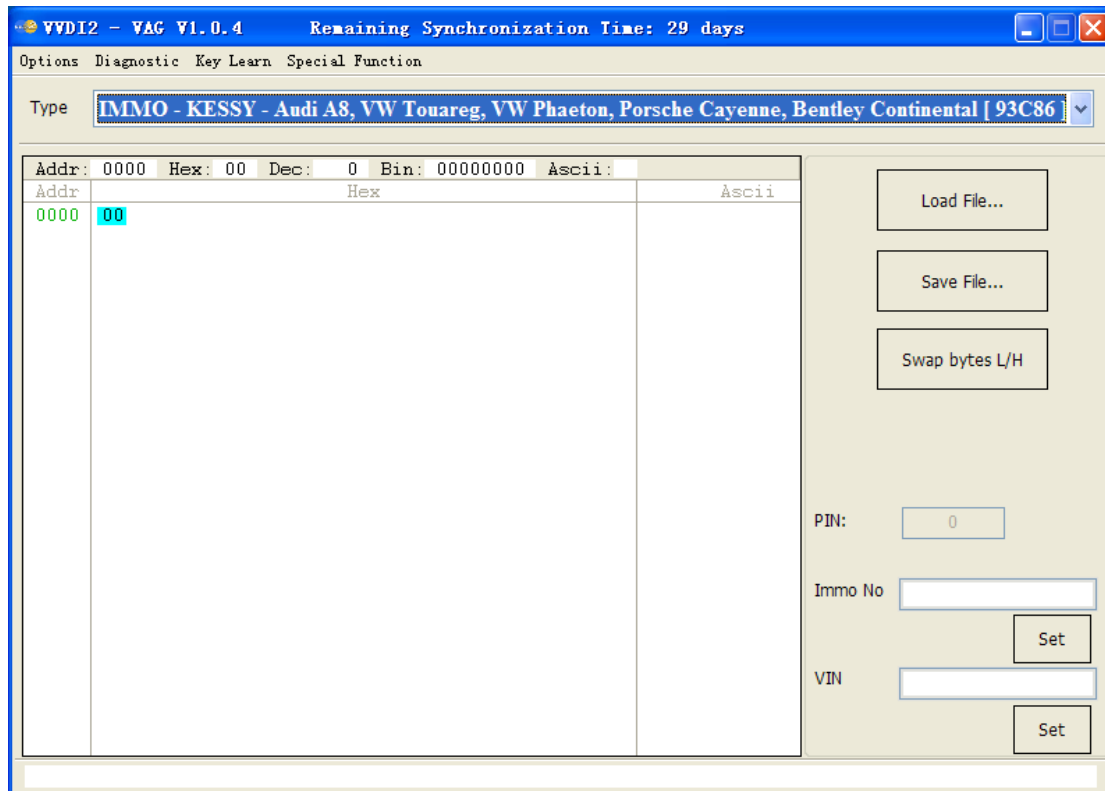 VVDI2 - VAG V1.0.4 Remaining Synchronization Time: 29 days
Options Diagnostic Key Learn Special Function
Type IMMO - KESSY - Audi A8, VW Touareg, VW Phaeton, Porsche Cayenne, Bentley Continental [ 93C86 ]
Addr: 0000 Hex: 00 Dec: 0 Bin: 00000000 Ascii:
Addr Hex Ascii
0000 00
Load File...
Save File...
Swap bytes L/H
PIN: 0
Immo No
Set
VIN
Set